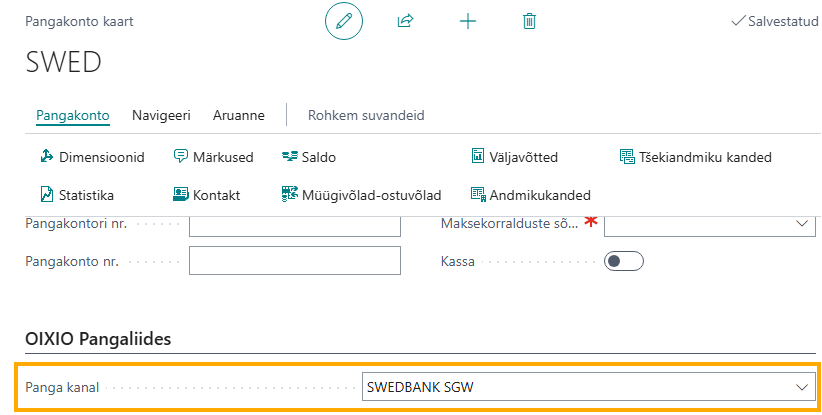 Pangakonto kaart
Salvestatud
SWED
Pangakonto Navigeeri Aruanne Rohkem suvandeid
Dimensioonid Märkused Saldo Väljavõtted Tšekiandmiku kanded
Statistika Kontakt Müügivõlad-ostuvõlad Andmikukanded
Pangakontori nr. Maksekorralduste sõ... *
Pangakonto nr. Kassa
OIXIO Pangaliides
Panga kanal SWEDBANK SGW